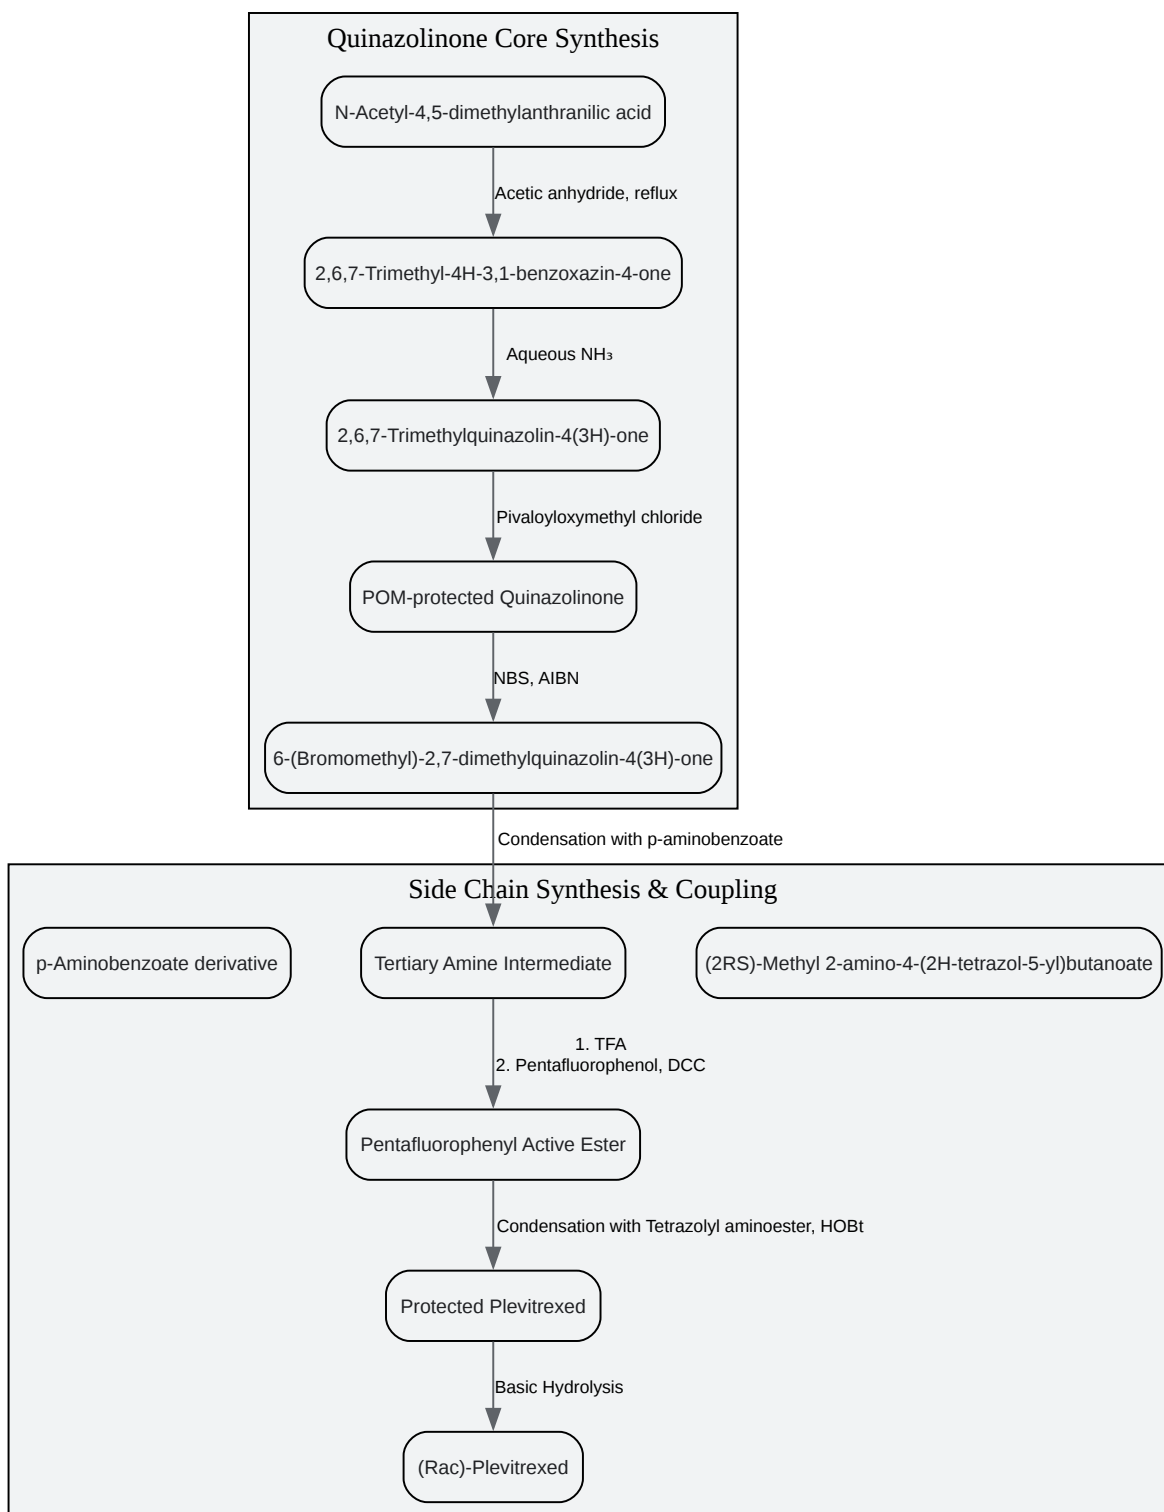 Quinazolinone Core Synthesis
N-Acetyl-4,5-dimethylanthranilic acid
Acetic anhydride, reflux
2,6,7-Trimethyl-4H-3,1-benzoxazin-4-one
Aqueous NH₃
2,6,7-Trimethylquinazolin-4(3H)-one
Pivaloyloxymethyl chloride
POM-protected Quinazolinone
NBS, AIBN
6-(Bromomethyl)-2,7-dimethylquinazolin-4(3H)-one
Condensation with p-aminobenzoate
Side Chain Synthesis & Coupling
p-Aminobenzoate derivative
Tertiary Amine Intermediate
(2RS)-Methyl 2-amino-4-(2H-tetrazol-5-yl)butanoate
1. TFA
2. Pentafluorophenol, DCC
Pentafluorophenyl Active Ester
Condensation with Tetrazolyl aminoester, HOBt
Protected Plevitrexed
Basic Hydrolysis
(Rac)-Plevitrexed